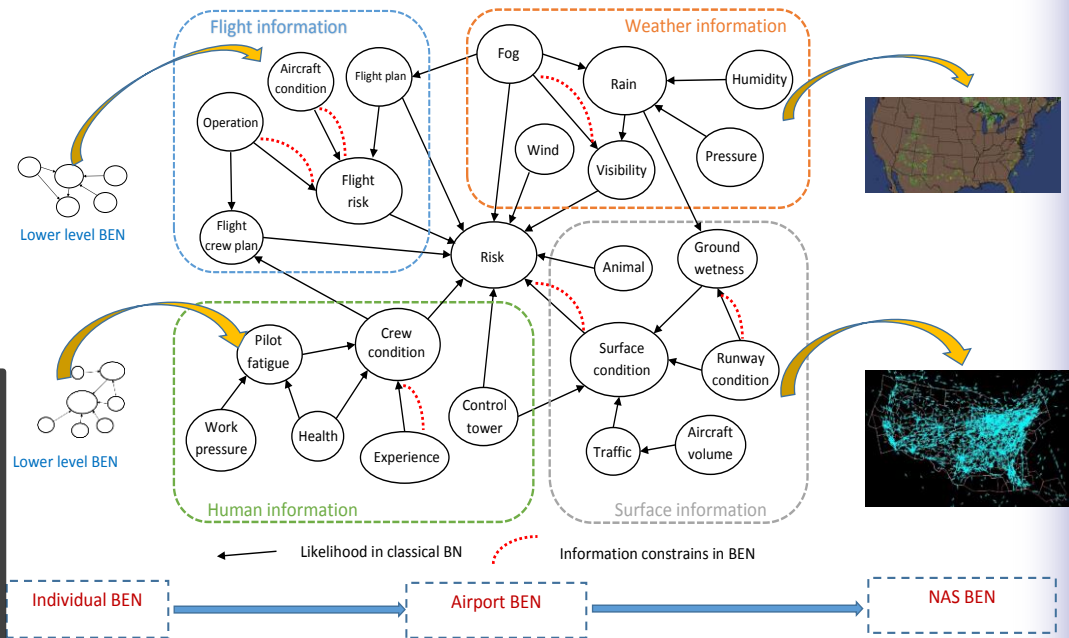 Flight information
Weather information
Aircraft
condition
Flight plan
Fog
Rain
Humidity
Operation
Wind
Pressure
Flight
risk
Visibility
Lower level BEN
Flight
crew plan
Risk
Animal
Ground
wetness
Pilot
fatigue
Crew
condition
Surface
condition
Runway
condition
Work
pressure
Health
Experience
Control
tower
Traffic
Aircraft
volume
Lower level BEN
Human information
Surface information
Likelihood in classical BN
Information constrains in BEN
Individual BEN
Airport BEN
NAS BEN